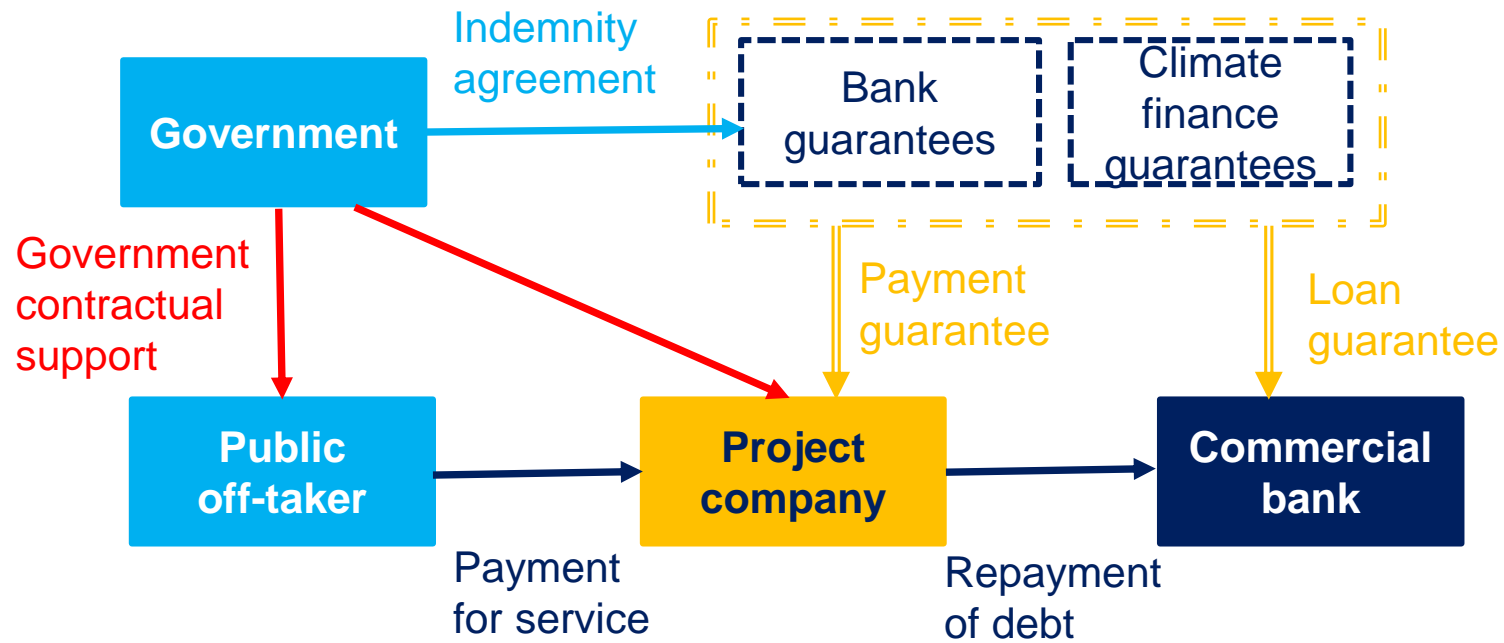 Indemnity
agreement
Government
Bank
guarantees
Climate
finance
guarantees
Government
contractual
support
Payment
guarantee
Loan
guarantee
Public
off-taker
Project
company
Commercial
bank
Payment
for service
Repayment
of debt